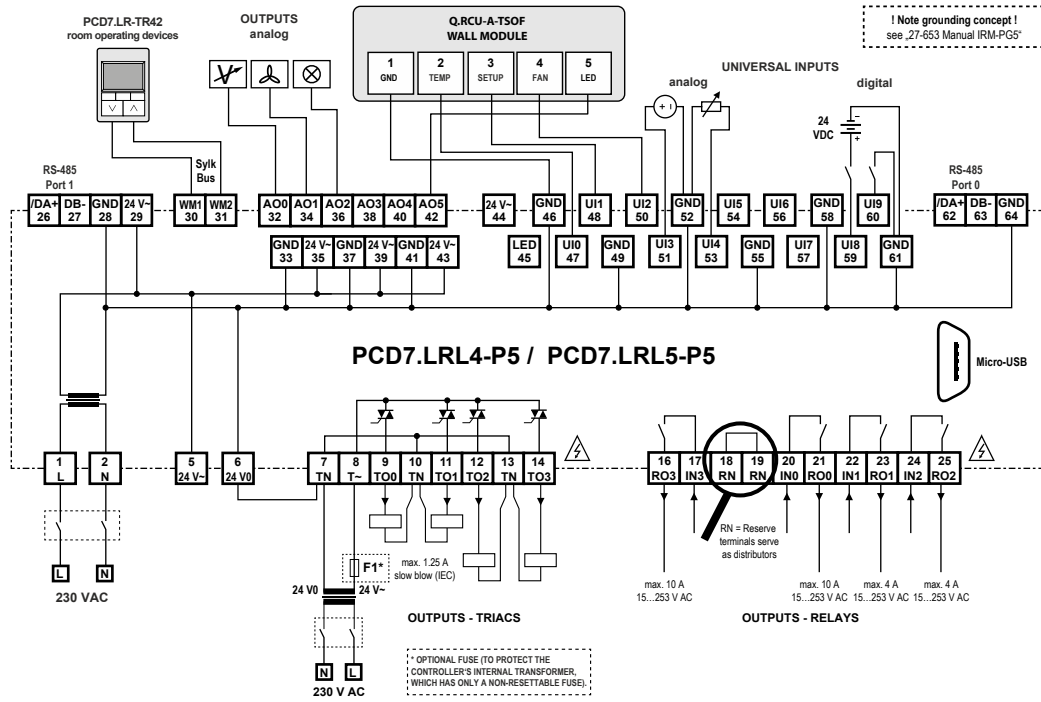 PCD7.LR-TR42
room operating devices
OUTPUTS
analog
Q.RCU-A-TSOF
WALL MODULE
1 2 3 4 5
GND TEMP SETUP FAN LED
! Note grounding concept !
see „27-653 Manual IRM-PG5“
UNIVERSAL INPUTS
analog
digital
24
VDC
RS-485
Port 1
Sylk
Bus
RS-485
Port 0
/DA+ DB- GND 24 V~
26 27 28 29
WM1 WM2
30 31
AO0 AO1 AO2 AO3 AO4 AO5
32 34 36 38 40 42
24 V~
44
GND UI1 UI2 GND UI5 UI6 GND UI9
46 48 50 52 54 56 58 60
/DA+ DB- GND
62 63 64
GND 24 V~ GND 24 V~ GND 24 V~
33 35 37 39 41 43
LED UI0 GND UI3 UI4 GND UI7 UI8 GND
45 47 49 51 53 55 57 59 61
PCD7.LRL4-P5 / PCD7.LRL5-P5
Micro-USB
1 2
L N
5 6
24 V~ 24 V0
7 8 9 10 11 12 13 14
TN T~ TO0 TN TO1 TO2 TN TO3
16 17 18 19 20 21 22 23 24 25
RO3 IN3 RN RN IN0 RO0 IN1 RO1 IN2 RO2
RN = Reserve
terminals serve
as distributors
F1*
max. 1.25 A
slow blow (IEC)
L N
230 VAC
24 V0 24 V~
max. 10 A
15...253 V AC
max. 10 A
15...253 V AC
max. 4 A
15...253 V AC
max. 4 A
15...253 V AC
OUTPUTS - TRIACS
OUTPUTS - RELAYS
N L
230 V AC
* OPTIONAL FUSE (TO PROTECT THE
CONTROLLER'S INTERNAL TRANSFORMER,
WHICH HAS ONLY A NON-RESETTABLE FUSE).